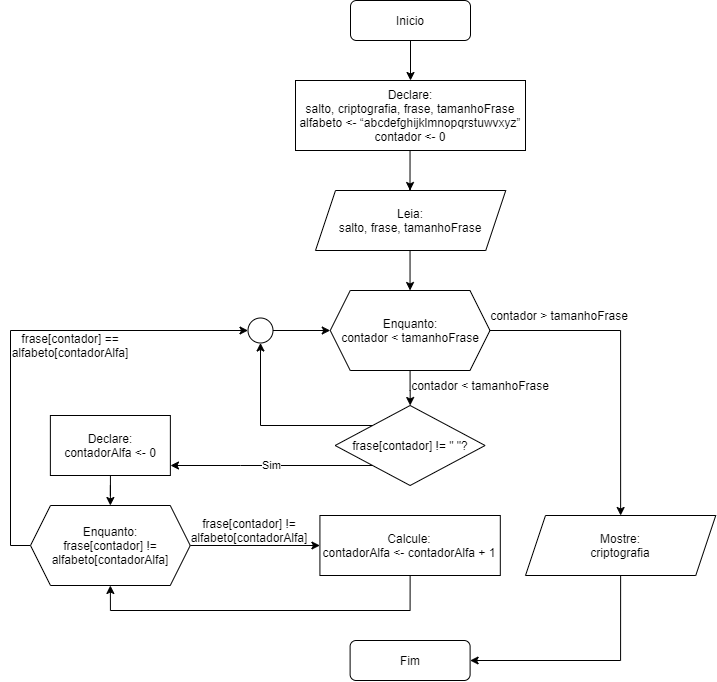 Inicio
Declare:
salto, criptografia, frase, tamanhoFrase
alfabeto <- “abcdefghijklmnopqrstuwvxyz”
contador <- 0
Leia:
salto, frase, tamanhoFrase
Enquanto:
contador < tamanhoFrase
contador > tamanhoFrase
frase[contador] ==
alfabeto[contadorAlfa]
contador < tamanhoFrase
frase[contador] != " "?
Sim
Declare:
contadorAlfa <- 0
Enquanto:
frase[contador] !=
alfabeto[contadorAlfa]
frase[contador] !=
alfabeto[contadorAlfa]
Calcule:
contadorAlfa <- contadorAlfa + 1
Mostre:
criptografia
Fim